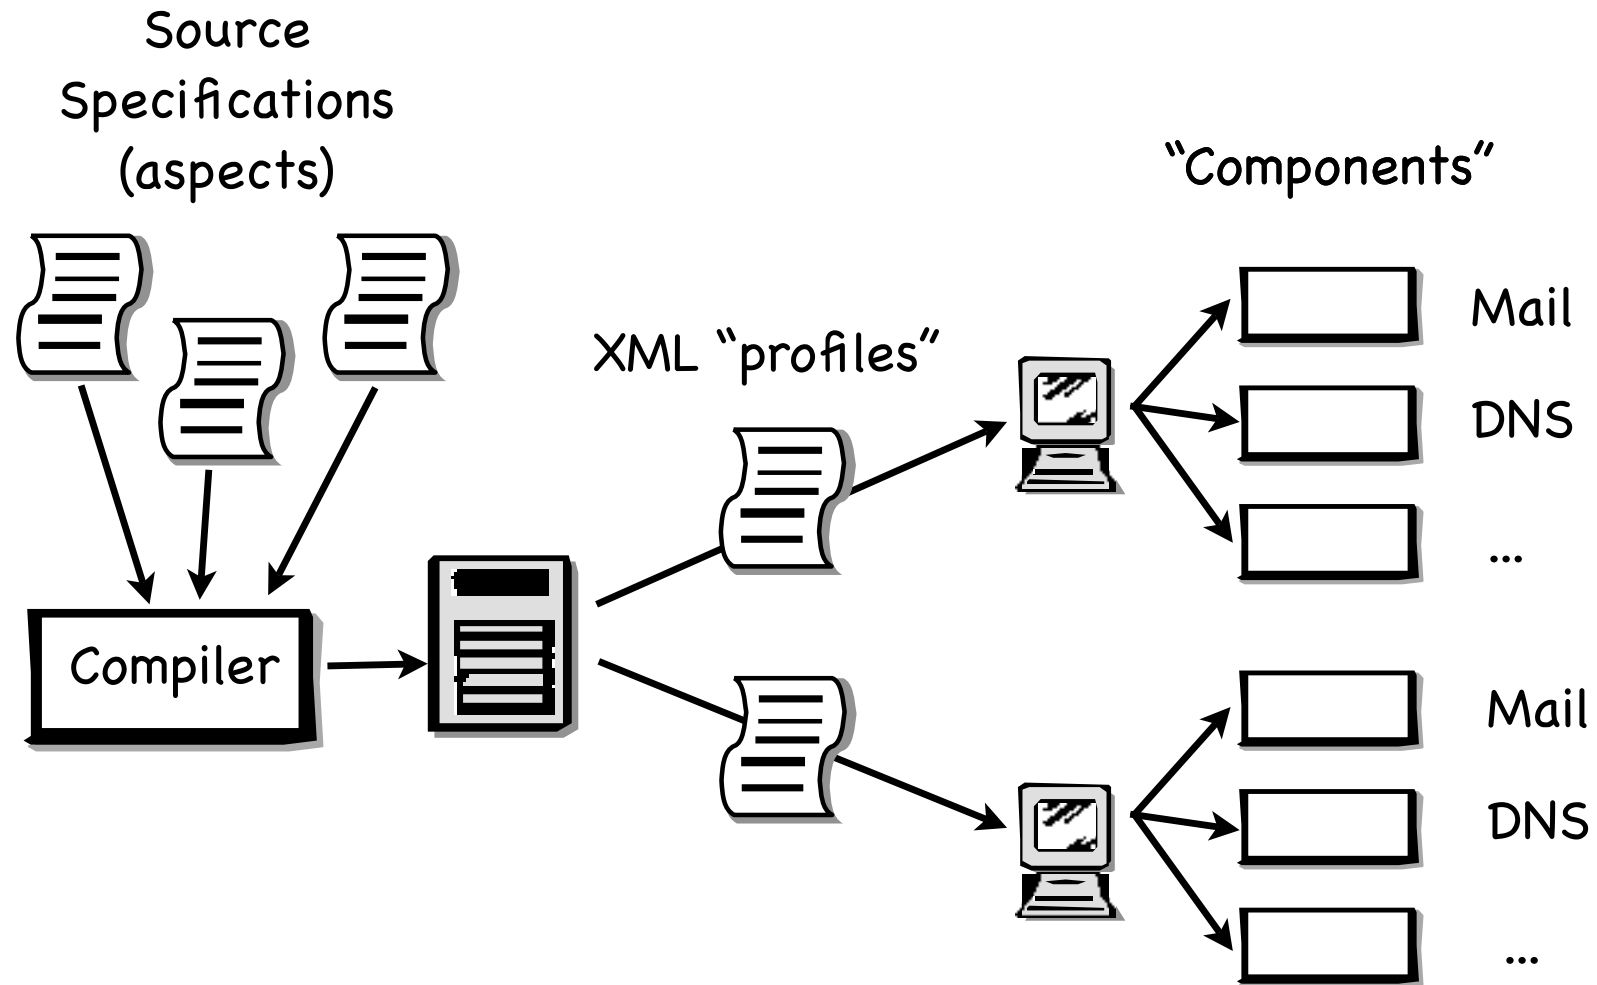 Source
Specifications
(aspects)
“Components”
XML “profiles”
Compiler
Mail
DNS
...
Mail
DNS
...